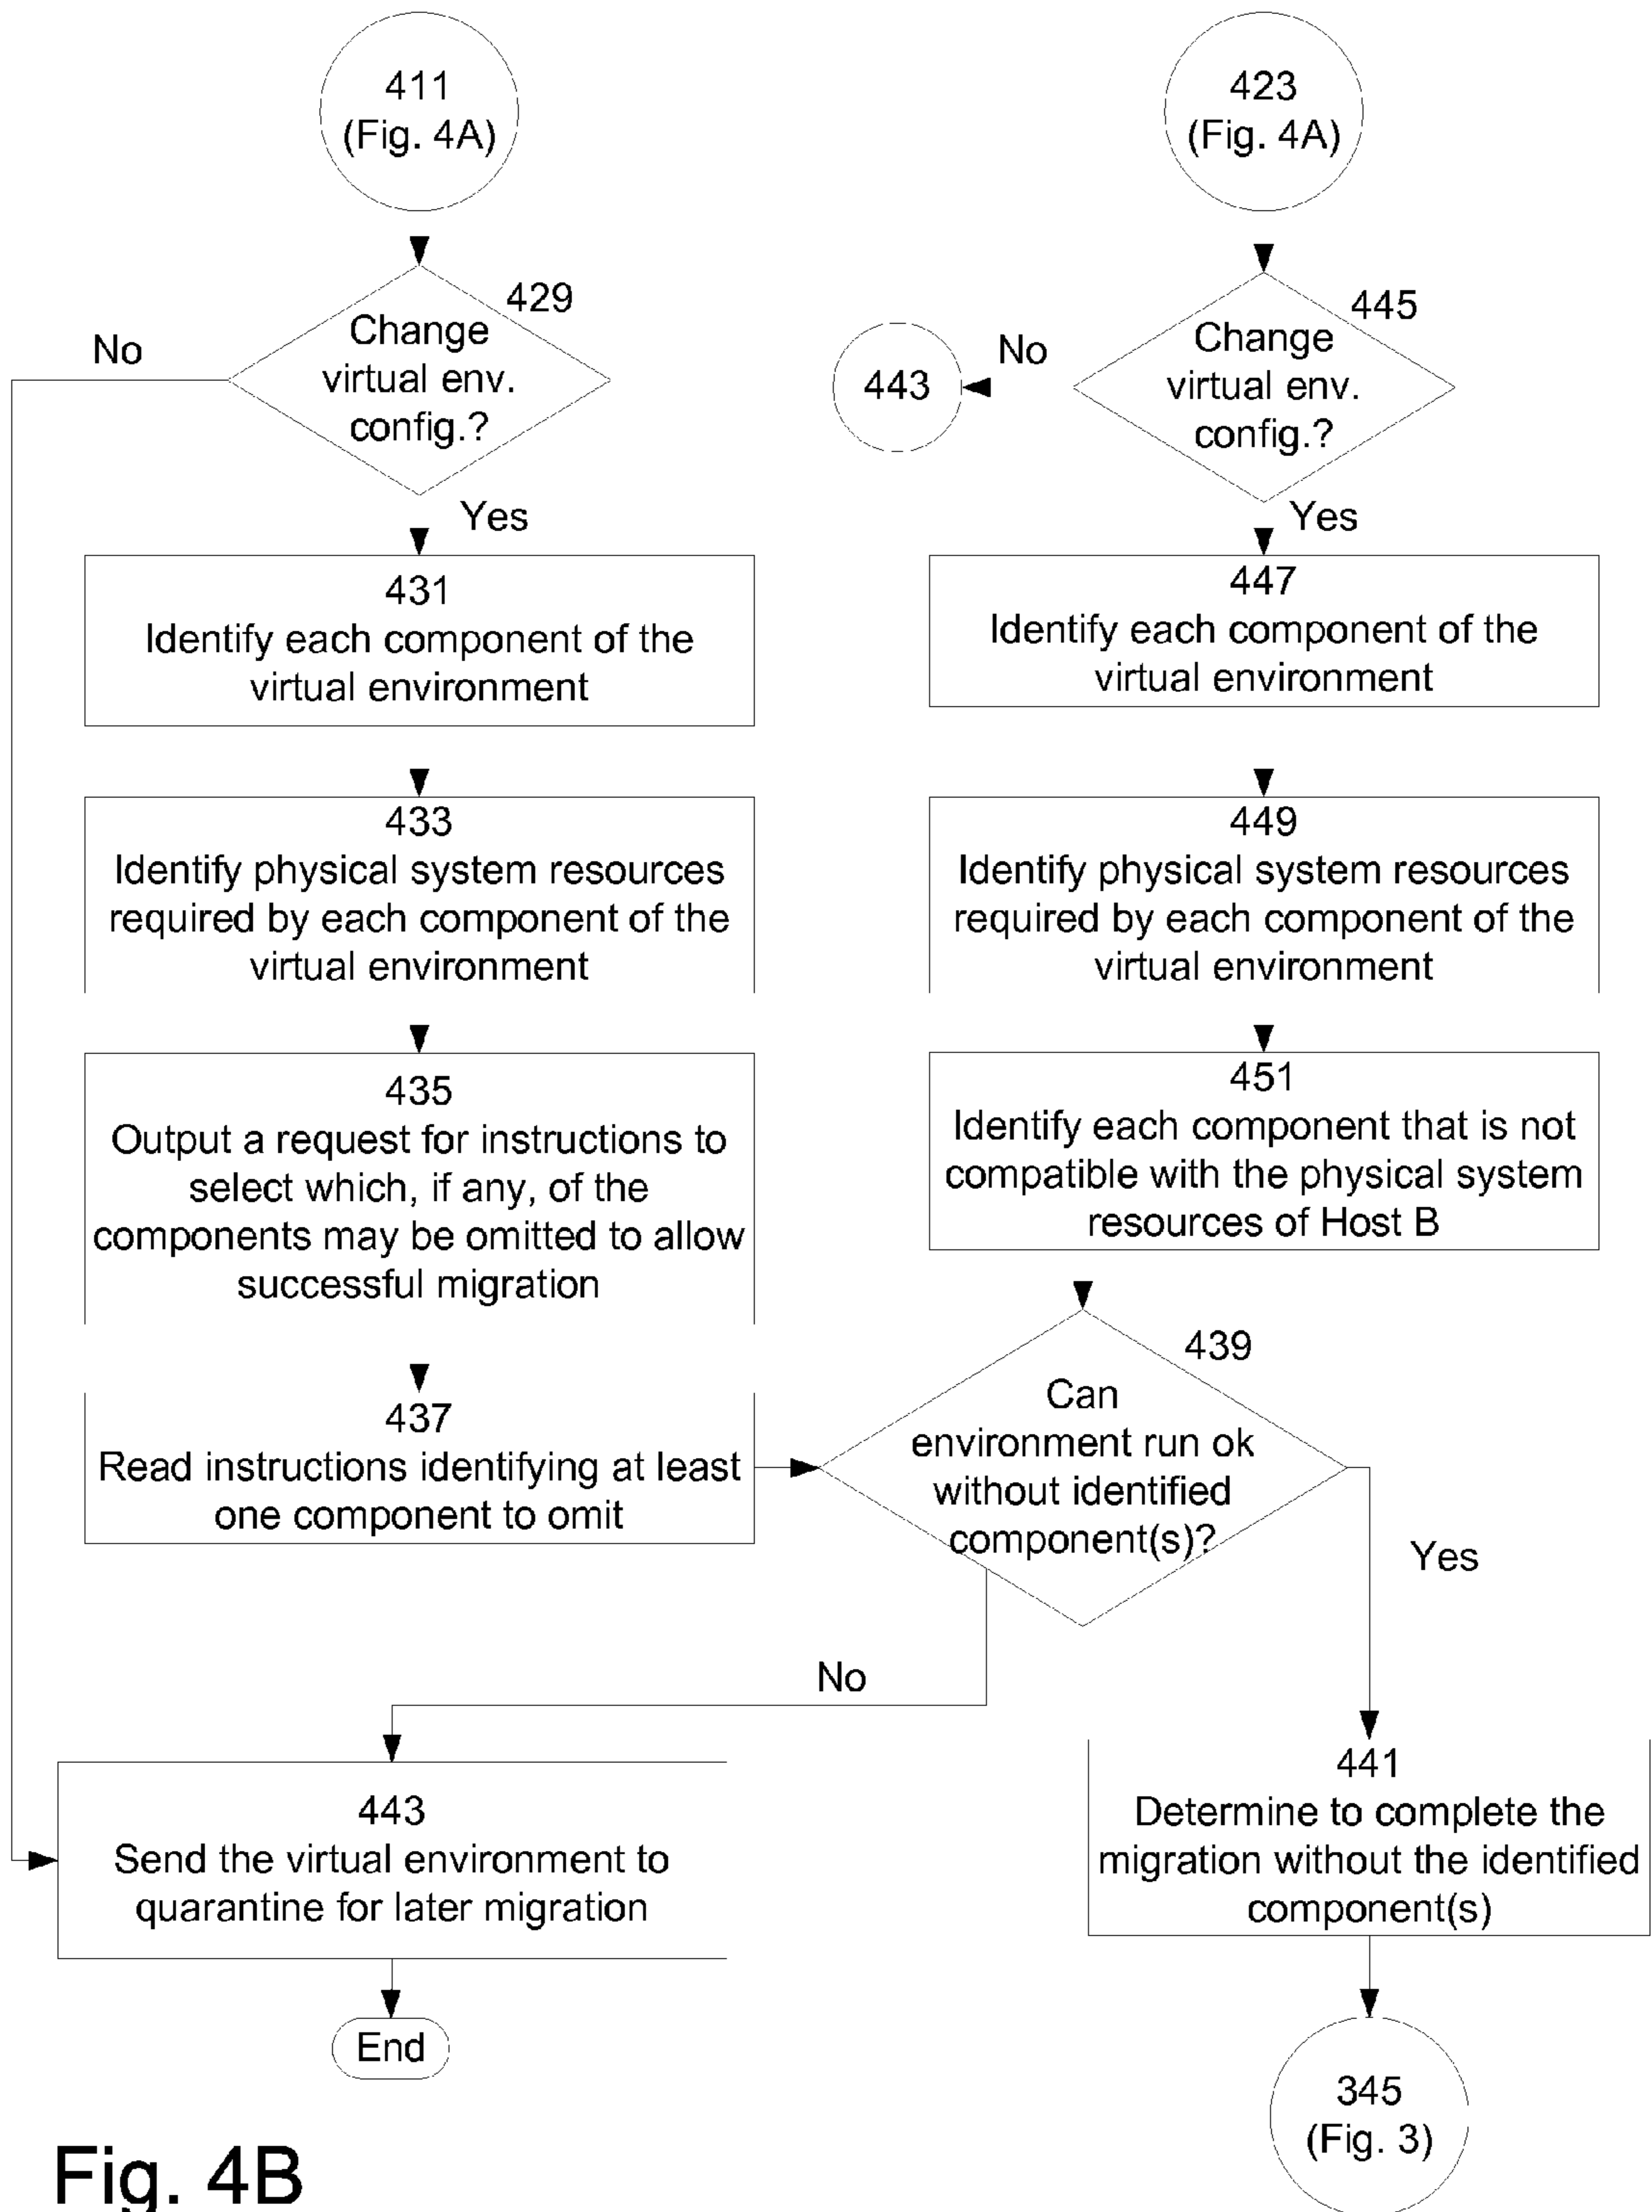 411
(Fig. 4A)
423
(Fig. 4A)
429
Change
virtual env.
config.?
No
Yes
445
Change
virtual env.
config.?
No
443
Yes
431
Identify each component of the
virtual environment
447
Identify each component of the
virtual environment
433
Identify physical system resources
required by each component of the
virtual environment
449
Identify physical system resources
required by each component of the
virtual environment
435
Output a request for instructions to
select which, if any, of the
components may be omitted to allow
successful migration
451
Identify each component that is not
compatible with the physical system
resources of Host B
437
Read instructions identifying at least
one component to omit
439
Can
environment run ok
without identified
component(s)?
Yes
No
443
Send the virtual environment to
quarantine for later migration
441
Determine to complete the
migration without the identified
component(s)
End
345
(Fig. 3)
Fig. 4B